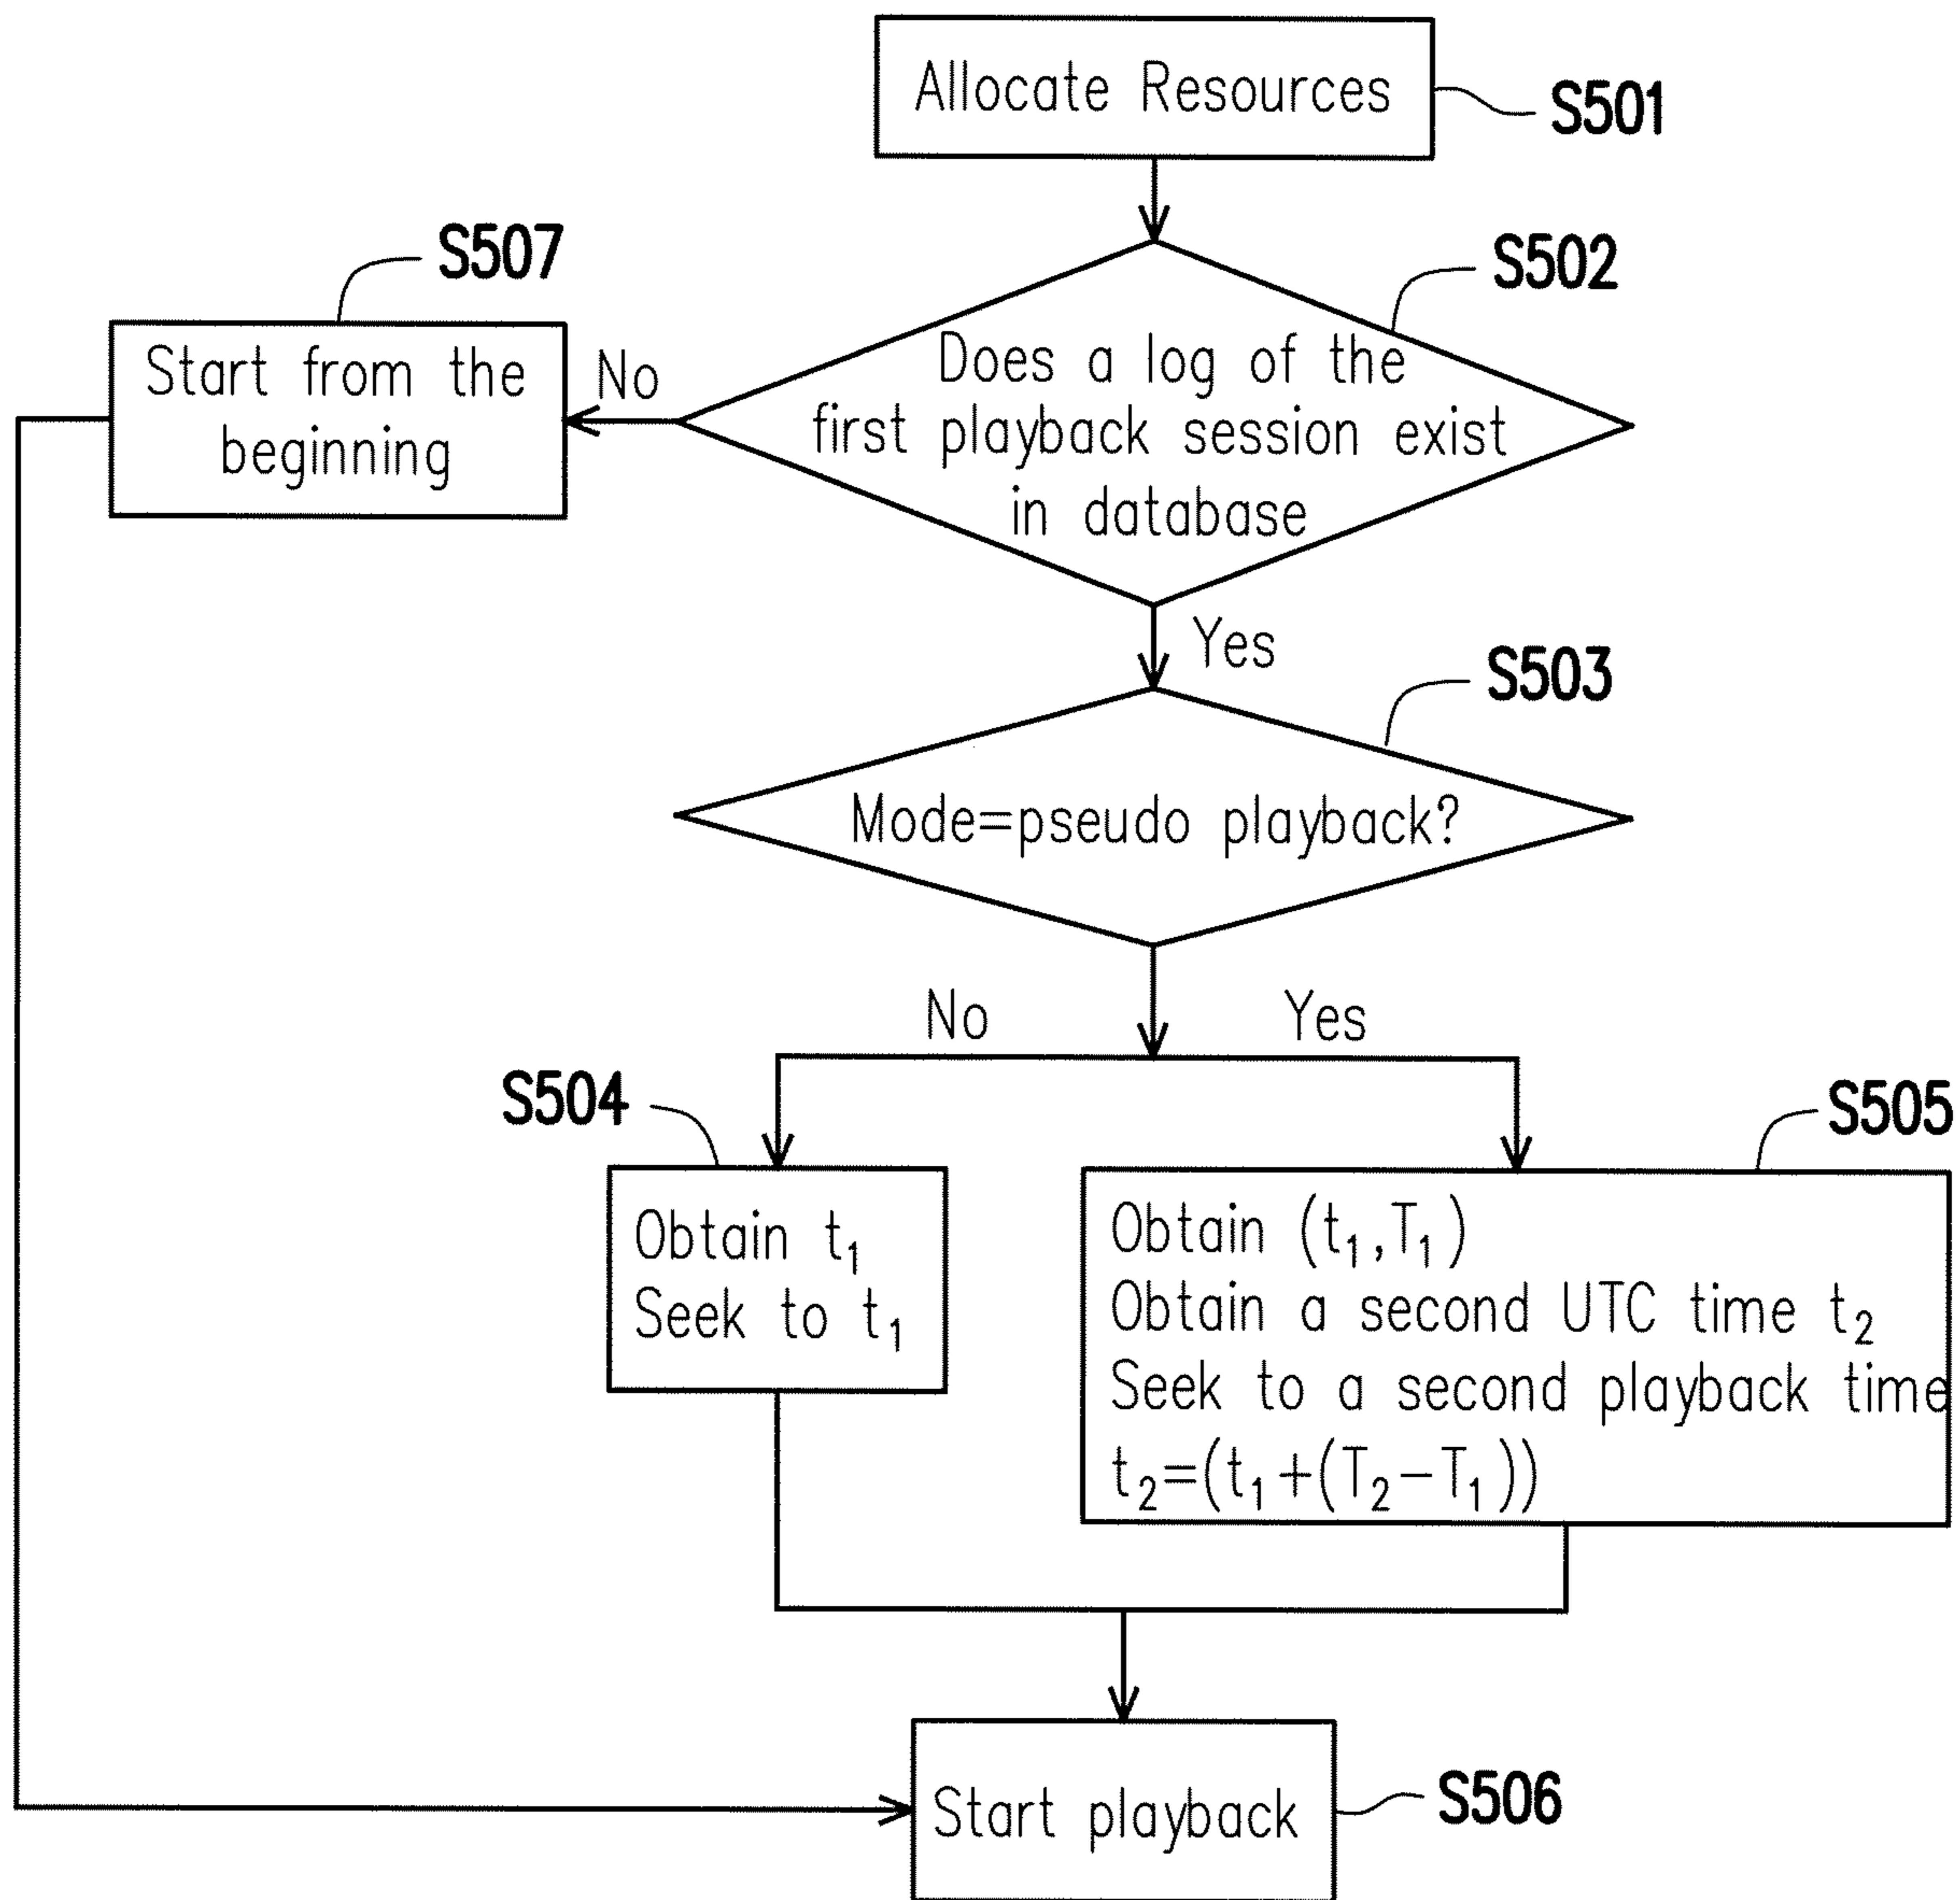 Allocate Resources
S501
S507
S502
Start from the
beginning
No
Does a log of the
first playback session exist
in database
Yes
S503
Mode=pseudo playback?
No
Yes
S504
S505
Obtain t₁
Seek to t₁
Obtain (t₁,T₁)
Obtain a second UTC time t₂
Seek to a second playback time
t₂=(t₁+(T₂−T₁))
Start playback
S506